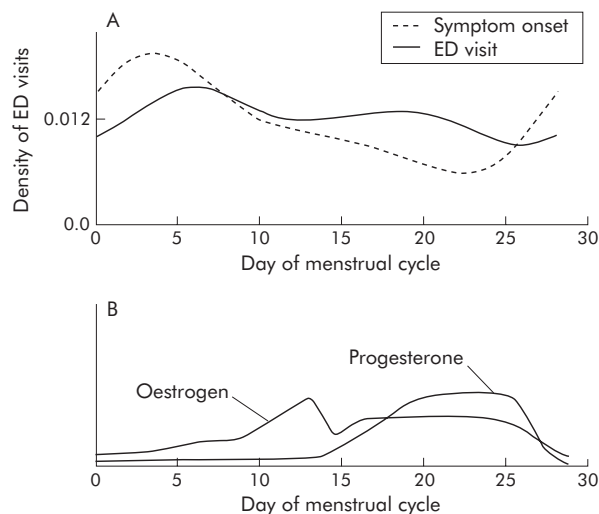 A
Symptom onset
ED visit
Density of ED visits
0.012
0.0
0 5 10 15 20 25 30
Day of menstrual cycle
B
Progesterone
Oestrogen
0 5 10 15 20 25 30
Day of menstrual cycle